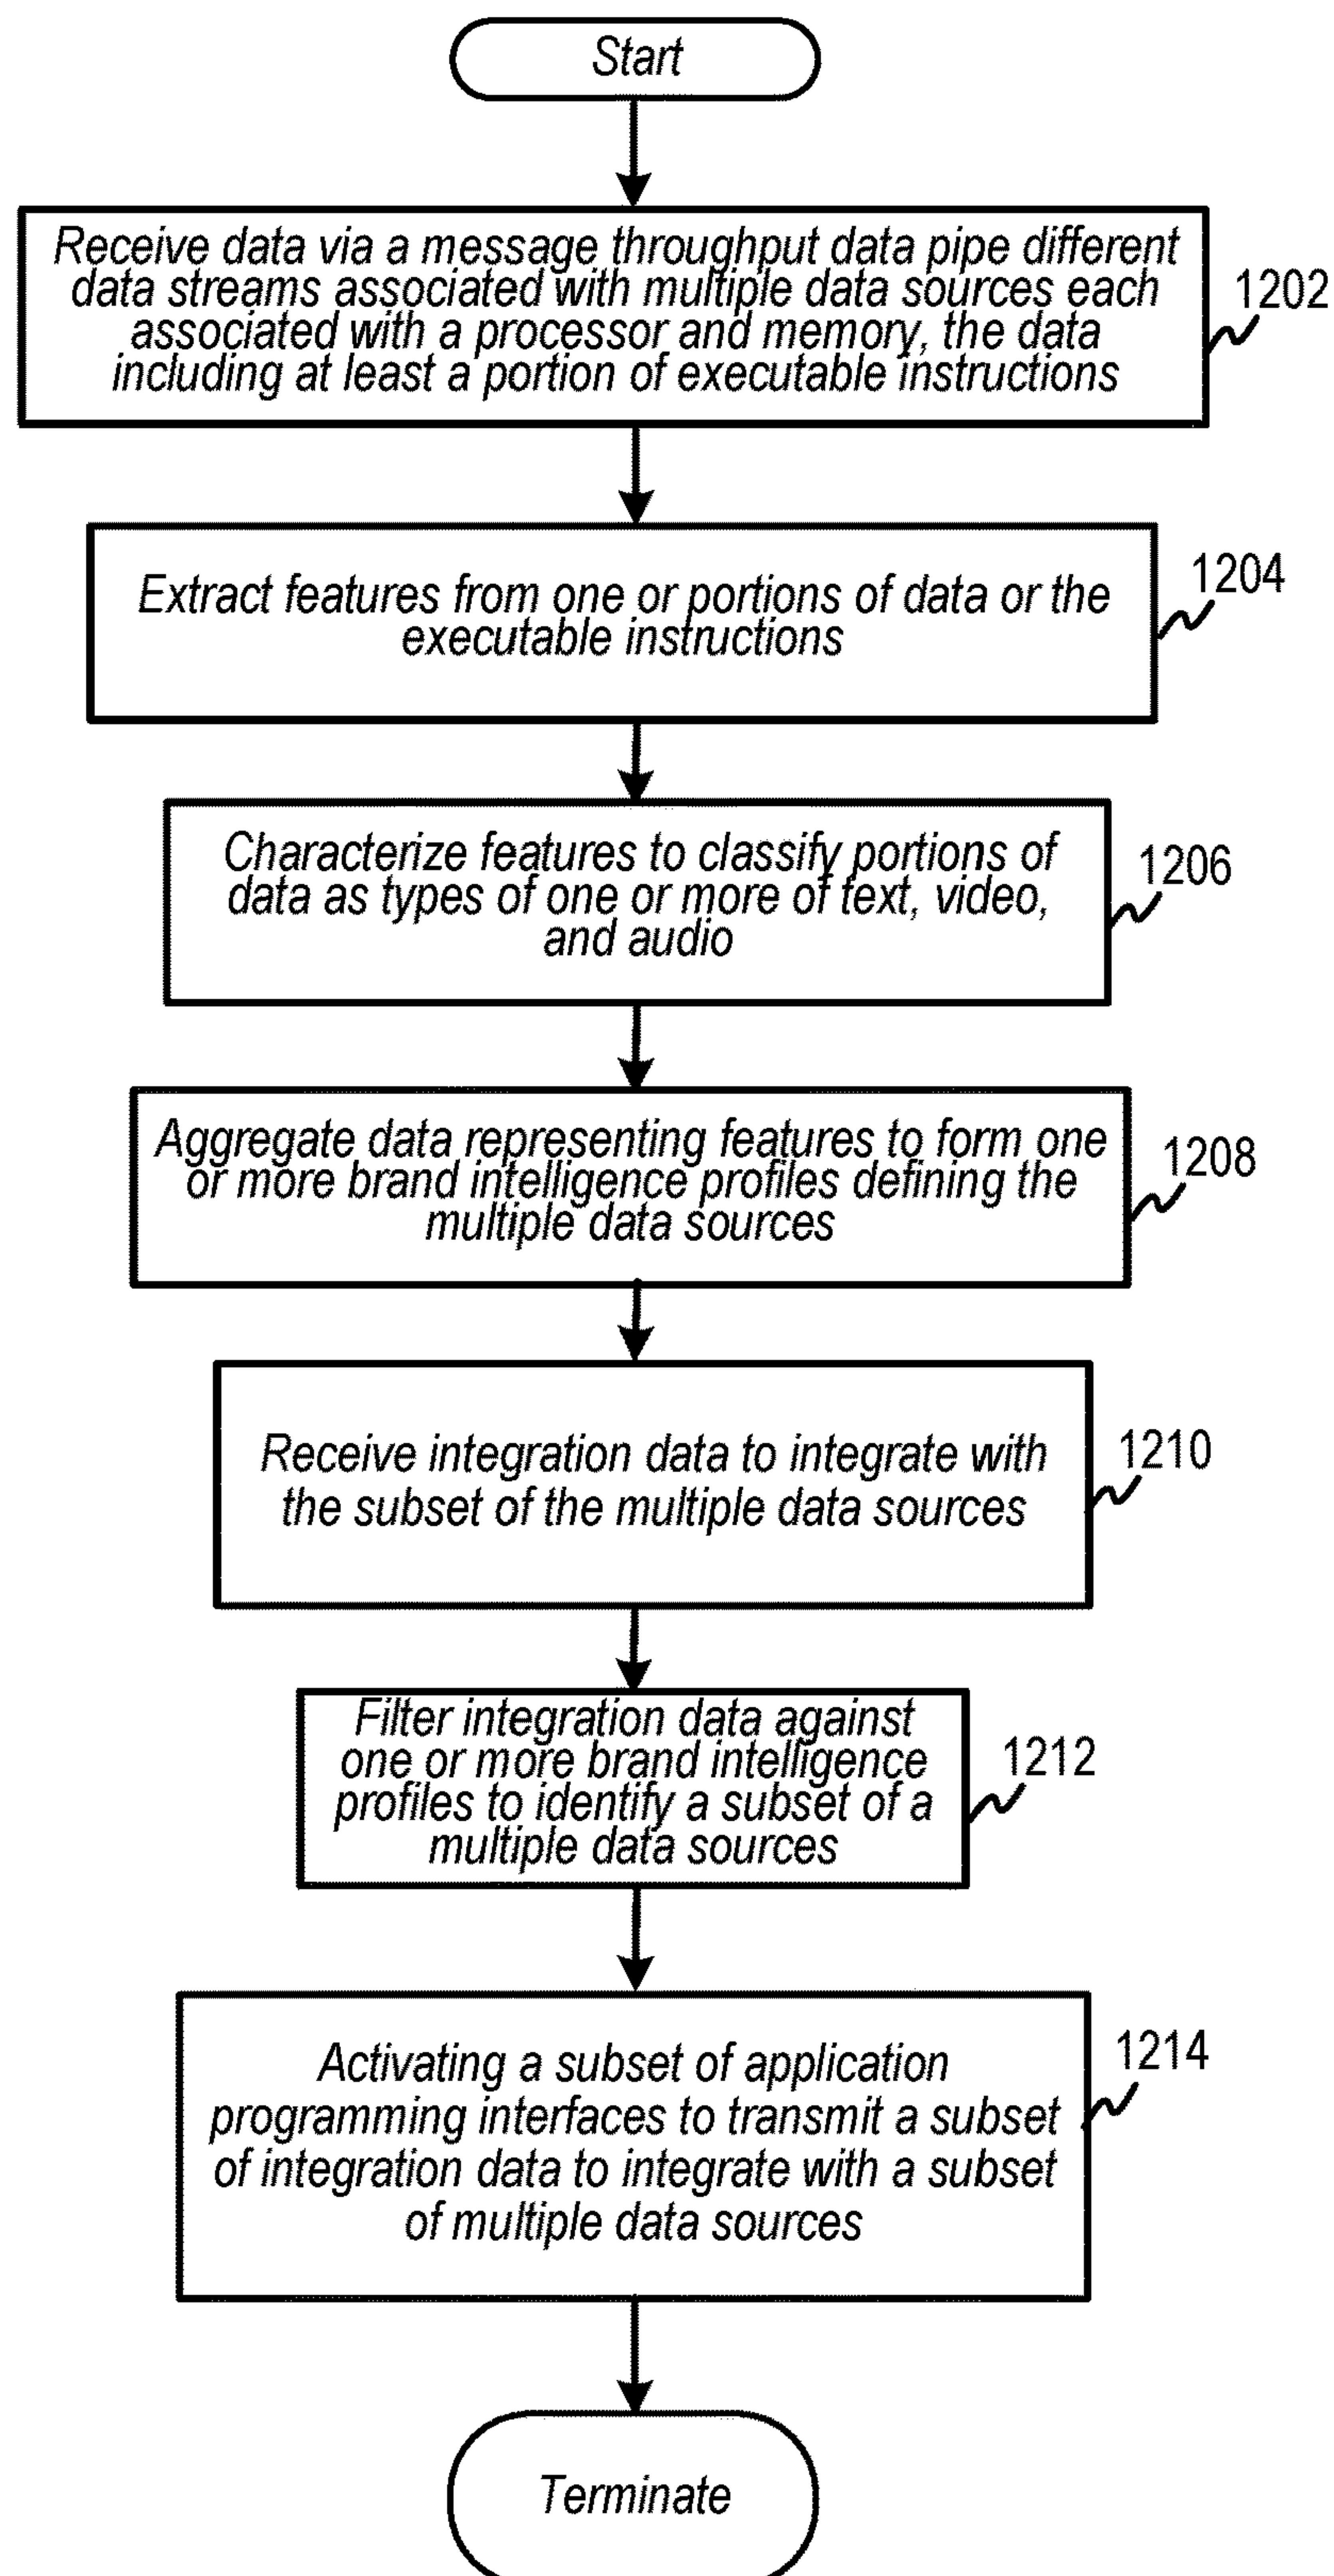 Start
Receive data via a message throughput data pipe different
data streams associated with multiple data sources each
associated with a processor and memory, the data
including at least a portion of executable instructions
1202
Extract features from one or portions of data or the
executable instructions
1204
Characterize features to classify portions of
data as types of one or more of text, video,
and audio
1206
Aggregate data representing features to form one
or more brand intelligence profiles defining the
multiple data sources
1208
Receive integration data to integrate with
the subset of the multiple data sources
1210
Filter integration data against
one or more brand intelligence
profiles to identify a subset of a
multiple data sources
1212
Activating a subset of application
programming interfaces to transmit a subset
of integration data to integrate with a subset
of multiple data sources
1214
Terminate